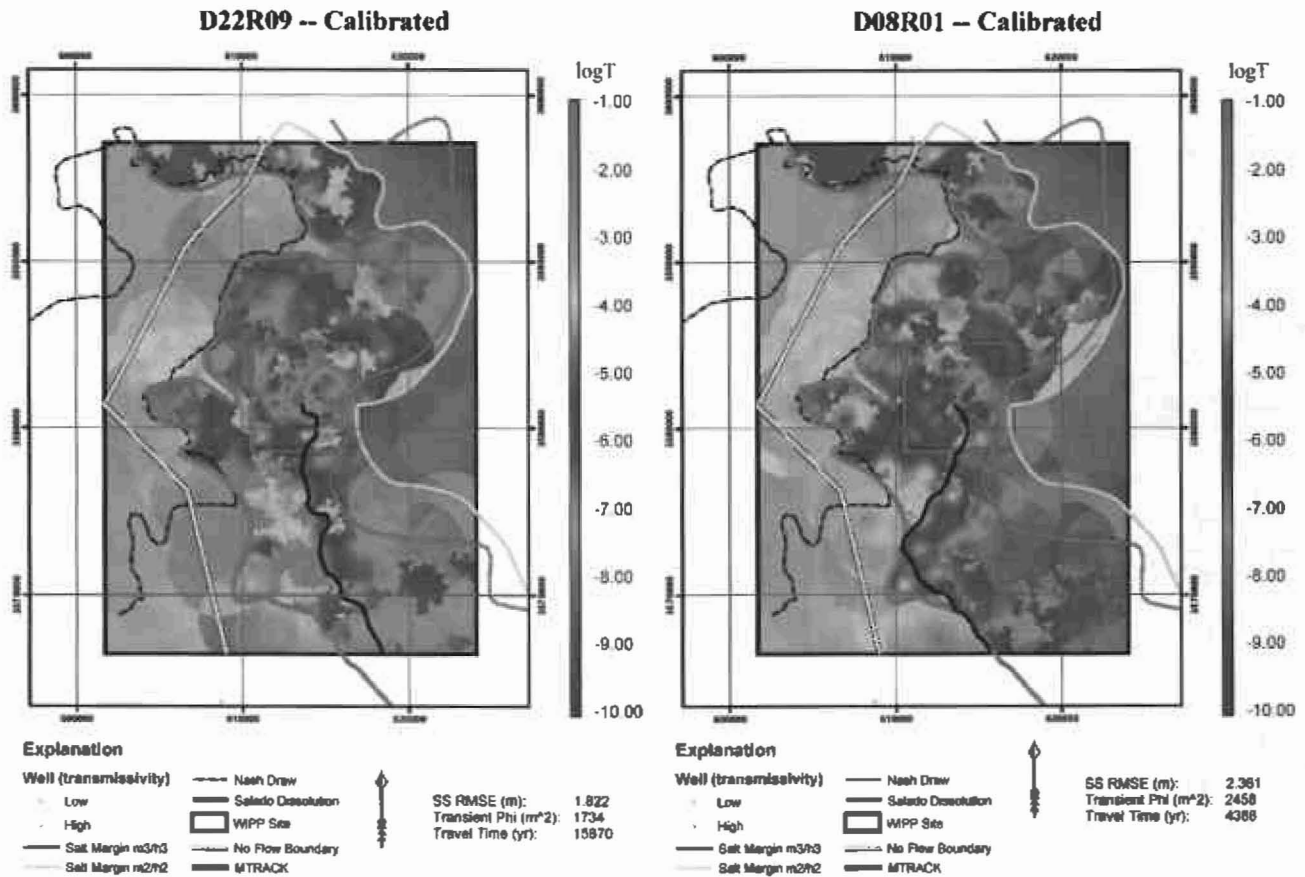 D22R09 -- Calibrated
logT
-1.00
-2.00
-3.00
-4.00
-5.00
-6.00
-7.00
-8.00
-9.00
-10.00
Explanation
Well (transmissivity)
Low
High
Salt Margin m3/h3
Salt Margin m2/h2
Nash Draw
Salado Dissolution
WIPP Site
No Flow Boundary
MTRACK
SS RMSE (m): 1.822
Transient Phi (m^2): 1734
Travel Time (yr):
D08R01 -- Calibrated
logT
-1.00
-2.00
-3.00
-4.00
-5.00
-6.00
-7.00
-8.00
-9.00
-10.00
Explanation
Well (transmissivity)
Low
High
Salt Margin m3/h3
Salt Margin m2/h2
Nash Draw
Salado Dissolution
WIPP Site
No Flow Boundary
MTRACK
SS RMSE (m): 2.361
Transient Phi (m^2): 2458
Travel Time (yr):